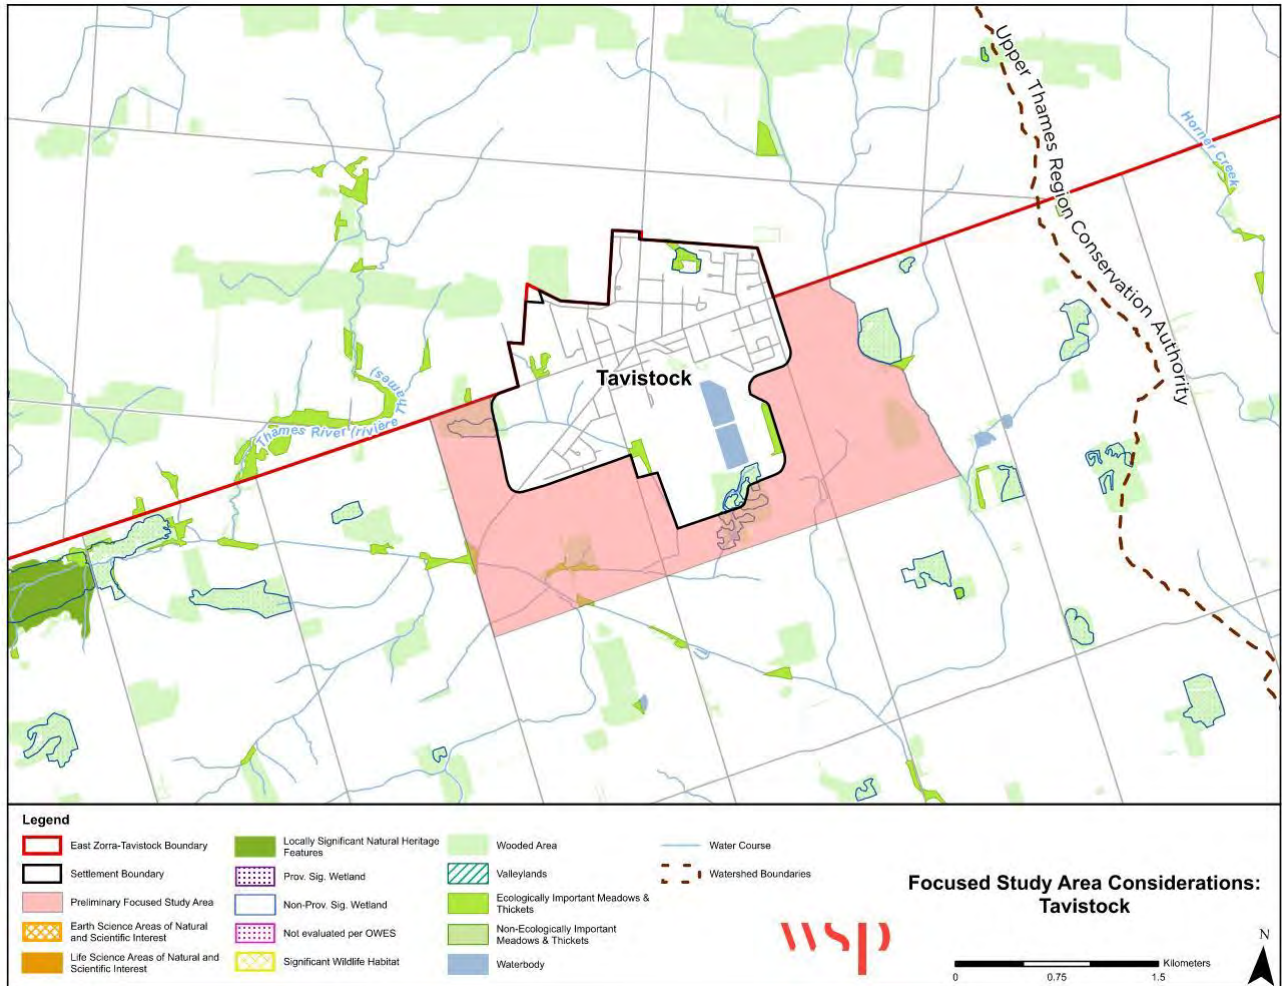 Upper Thames Region Conservation Authority
Horner Creek
Tavistock
Thames River (rivière Thames)
Legend
East Zorra-Tavistock Boundary
Settlement Boundary
Preliminary Focused Study Area
Earth Science Areas of Natural
and Scientific Interest
Life Science Areas of Natural and
Scientific Interest
Locally Significant Natural Heritage
Features
Prov. Sig. Wetland
Non-Prov. Sig. Wetland
Not evaluated per OWES
Significant Wildlife Habitat
Wooded Area
Valleylands
Ecologically Important Meadows &
Thickets
Non-Ecologically Important
Meadows & Thickets
Waterbody
Water Course
Watershed Boundaries
Focused Study Area Considerations:
Tavistock
wsp
Kilometers
0 0.75 1.5
N